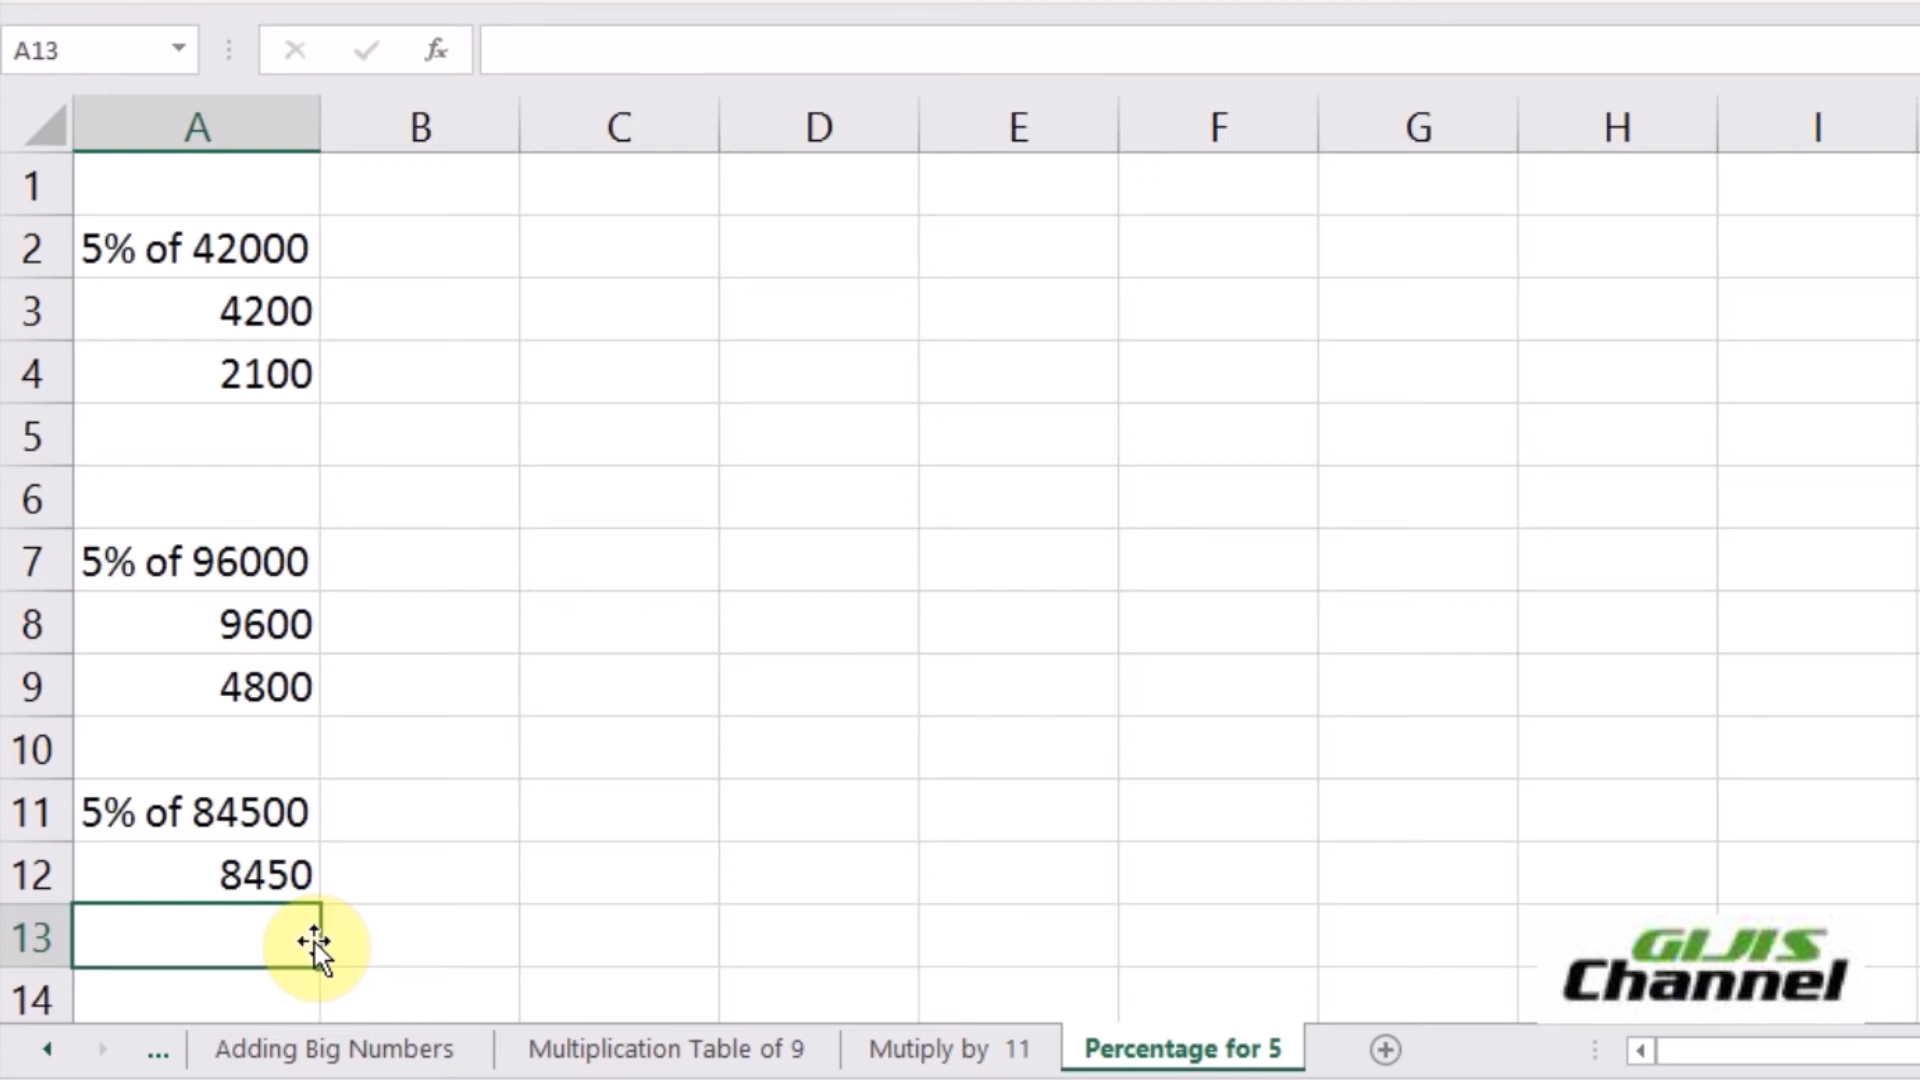 A13
fx
A B C D E F G H I
1
2 5% of 42000
3 4200
4 2100
5
6
7 5% of 96000
8 9600
9 4800
10
11 5% of 84500
12 8450
13
14
GIJIS
Channel
... Adding Big Numbers Multiplication Table of 9 Mutiply by 11 Percentage for 5